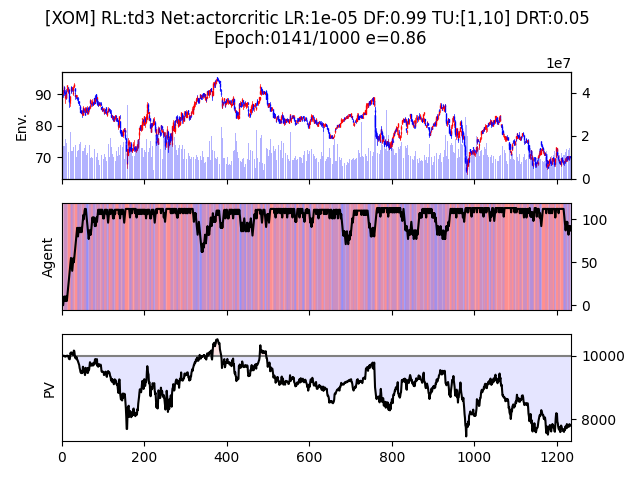 [XOM] RL:td3 Net:actorcritic LR:1e-05 DF:0.99 TU:[1,10] DRT:0.05
Epoch:0141/1000 e=0.86
1e7
Env.
90
80
70
4
2
0
Agent
100
50
0
PV
10000
8000
0 200 400 600 800 1000 1200